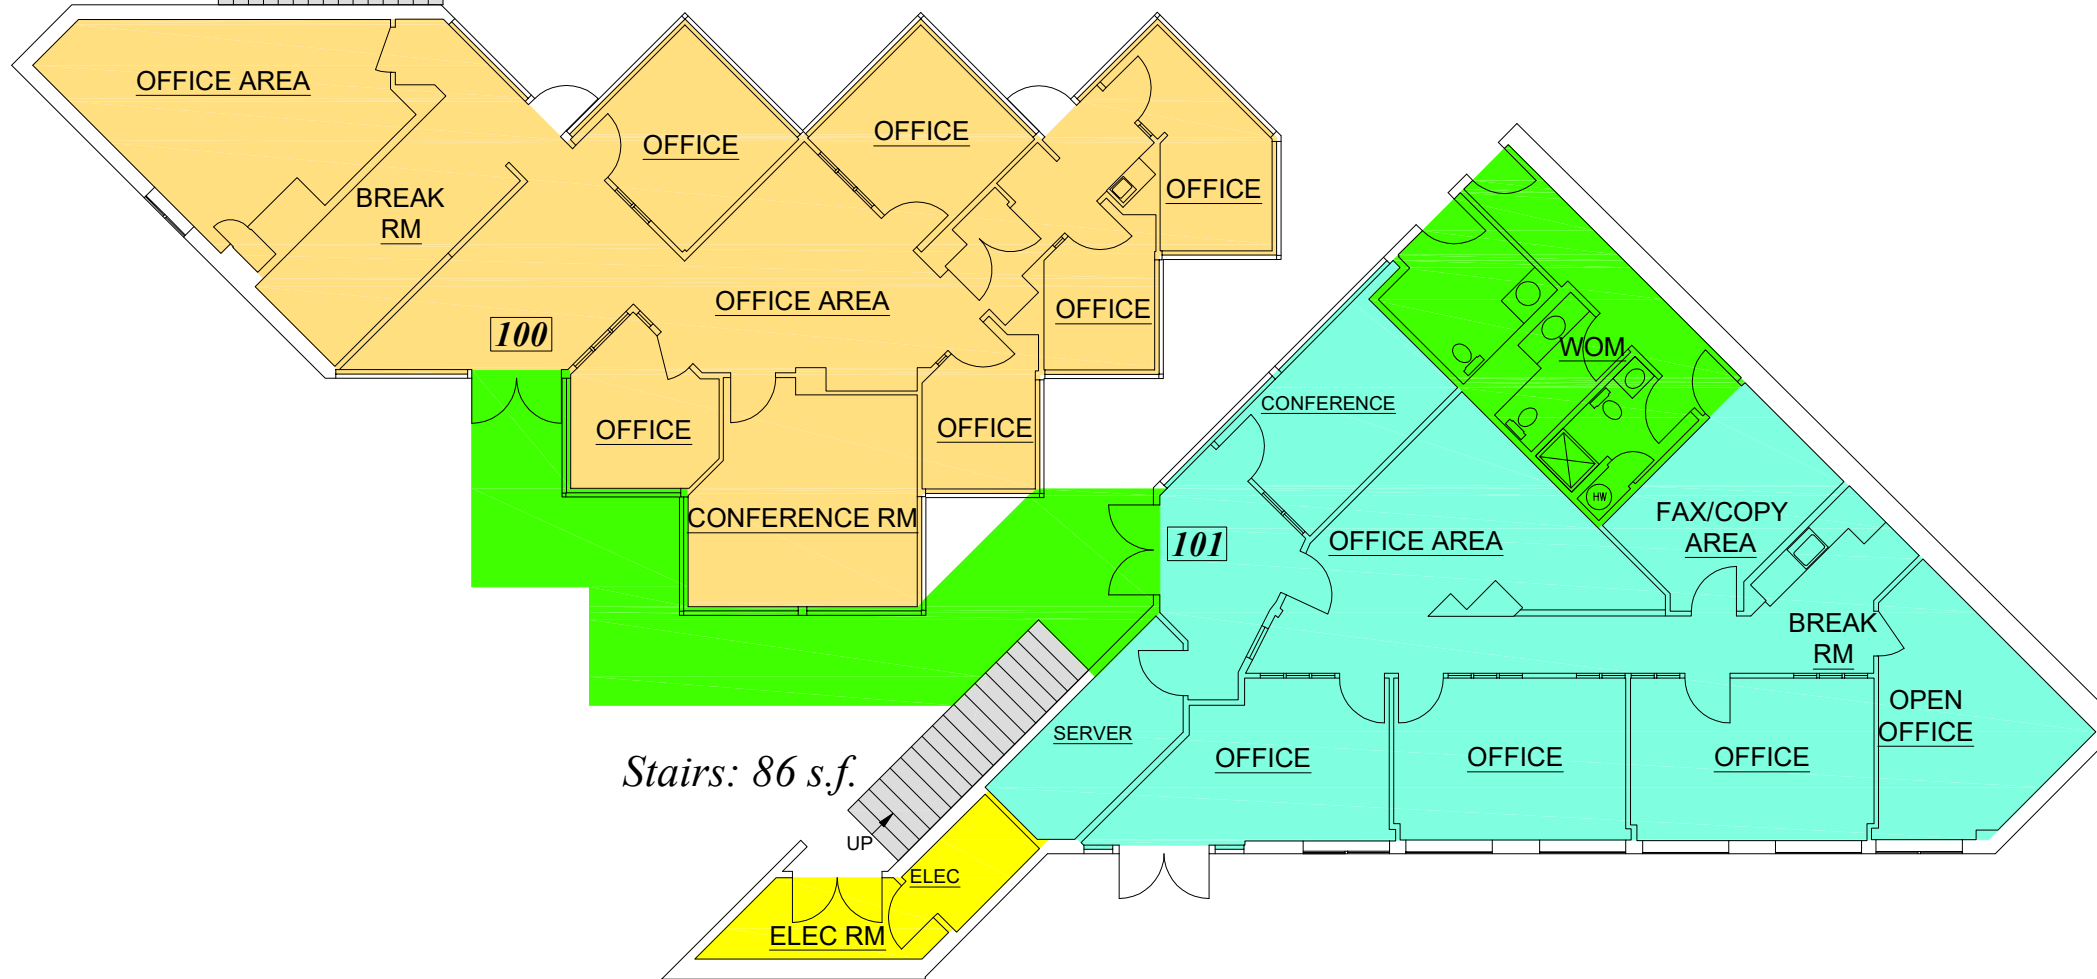 OFFICE AREA
OFFICE
OFFICE
OFFICE
BREAK
RM
OFFICE AREA
OFFICE
100
OFFICE
OFFICE
CONFERENCE RM
WOM
CONFERENCE
HW
FAX/COPY
AREA
101
OFFICE AREA
BREAK
RM
OPEN
OFFICE
SERVER
OFFICE
OFFICE
OFFICE
Stairs: 86 s.f.
UP
ELEC
ELEC RM